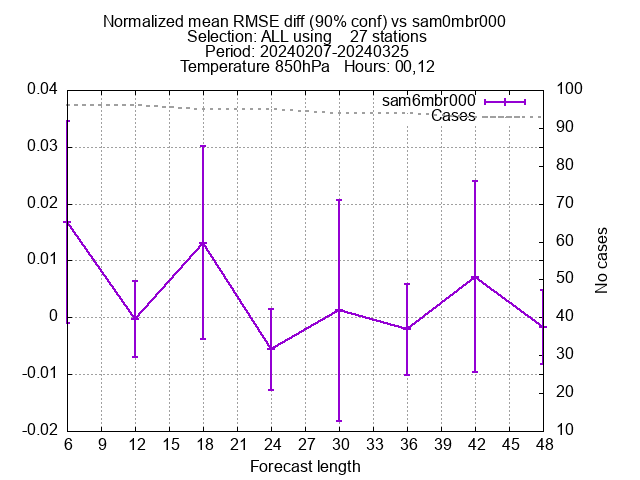 Normalized mean RMSE diff (90% conf) vs sam0mbr000
Selection: ALL using    27 stations
Period: 20240207-20240325
Temperature 850hPa   Hours: 00,12
sam6mbr000
Cases
0.04
0.03
0.02
0.01
0
-0.01
-0.02
100
90
80
70
60
50
40
30
20
10
No cases
6 9 12 15 18 21 24 27 30 33 36 39 42 45 48
Forecast length